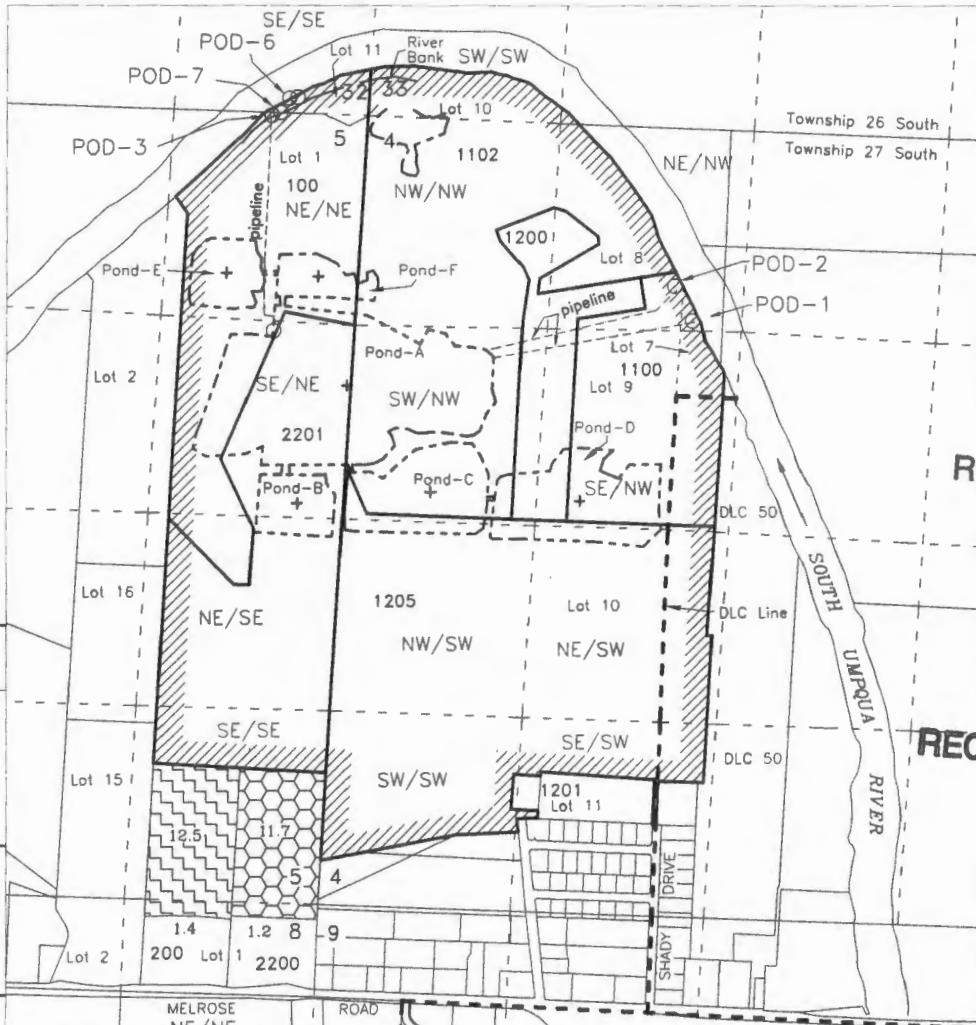 SE/SE
POD-6
Lot 11
River
Bank
SW/SW
POD-7
32
33
Lot 10
POD-3
5
4
Township 26 South
Township 27 South
Lot 1
1102
NE/NW
100
NE/NE
NW/NW
pipeline
1200
Lot 8
Pond-E
Pond-F
POD-2
pipeline
POD-1
Pond-A
Lot 7
1100
Lot 2
SE/NE
SW/NW
Lot 9
2201
Pond-D
R
Pond-B
Pond-C
SE/NW
DLC 50
SOUTH UMPQUA RIVER
Lot 16
1205
Lot 10
DLC Line
NE/SE
NW/SW
NE/SW
SE/SE
SE/SW
REC
SW/SW
DLC 50
Lot 15
1201
Lot 11
12.5
11.7
5
4
SHADY DRIVE
1.4
1.2
8
9
Lot 2
200
Lot 1
2200
MELROSE ROAD
NE/NE